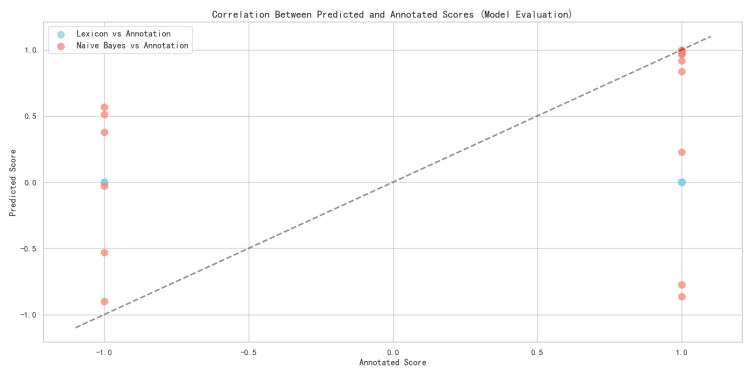 Correlation Between Predicted and Annotated Scores (Model Evaluation)
Lexicon vs Annotation
Naive Bayes vs Annotation
Predicted Score
1.0
0.5
0.0
-0.5
-1.0
-1.0 -0.5 0.0 0.5 1.0
Annotated Score